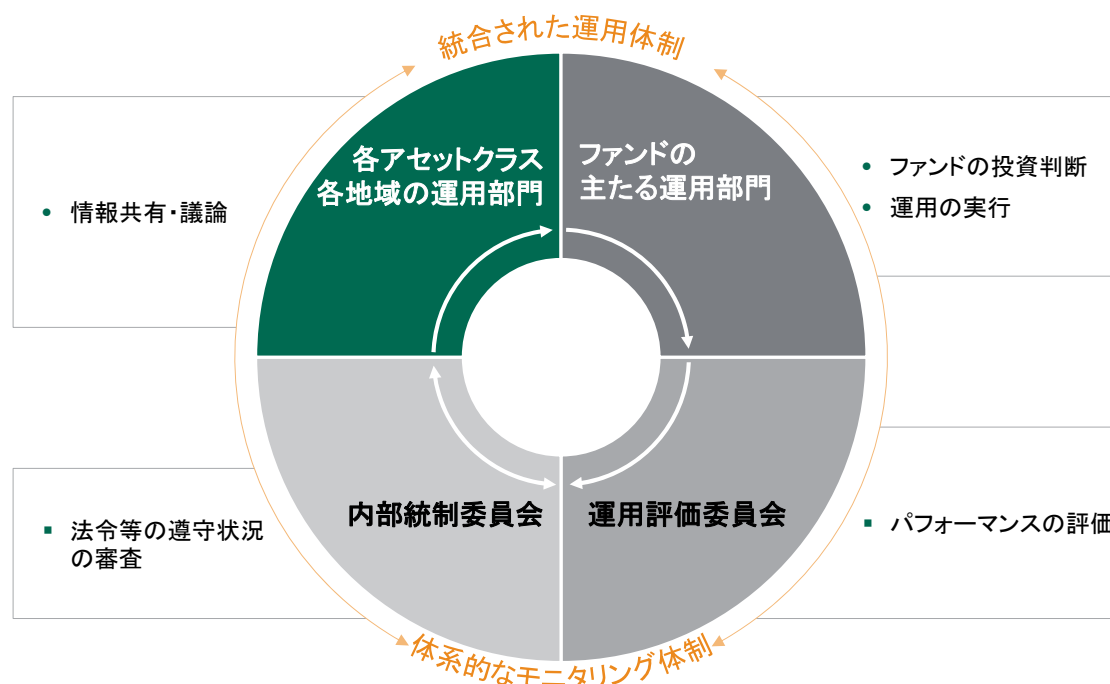 統合された運用体制
各アセットクラス
各地域の運用部門
ファンドの
主たる運用部門
• 情報共有・議論
• ファンドの投資判断
• 運用の実行
内部統制委員会
運用評価委員会
▪ 法令等の遵守状況
の審査
▪ パフォーマンスの評価
体系的なモニタリング体制